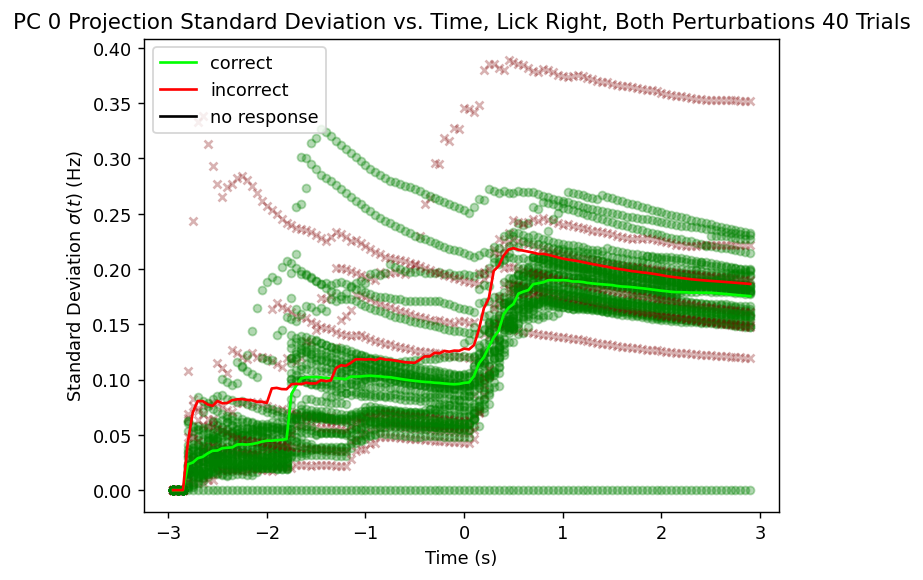 PC 0 Projection Standard Deviation vs. Time, Lick Right, Both Perturbations 40 Trials
Standard Deviation σ(t) (Hz)
0.40
0.35
0.30
0.25
0.20
0.15
0.10
0.05
0.00
correct
incorrect
no response
−3
−2
−1
0
1
2
3
Time (s)